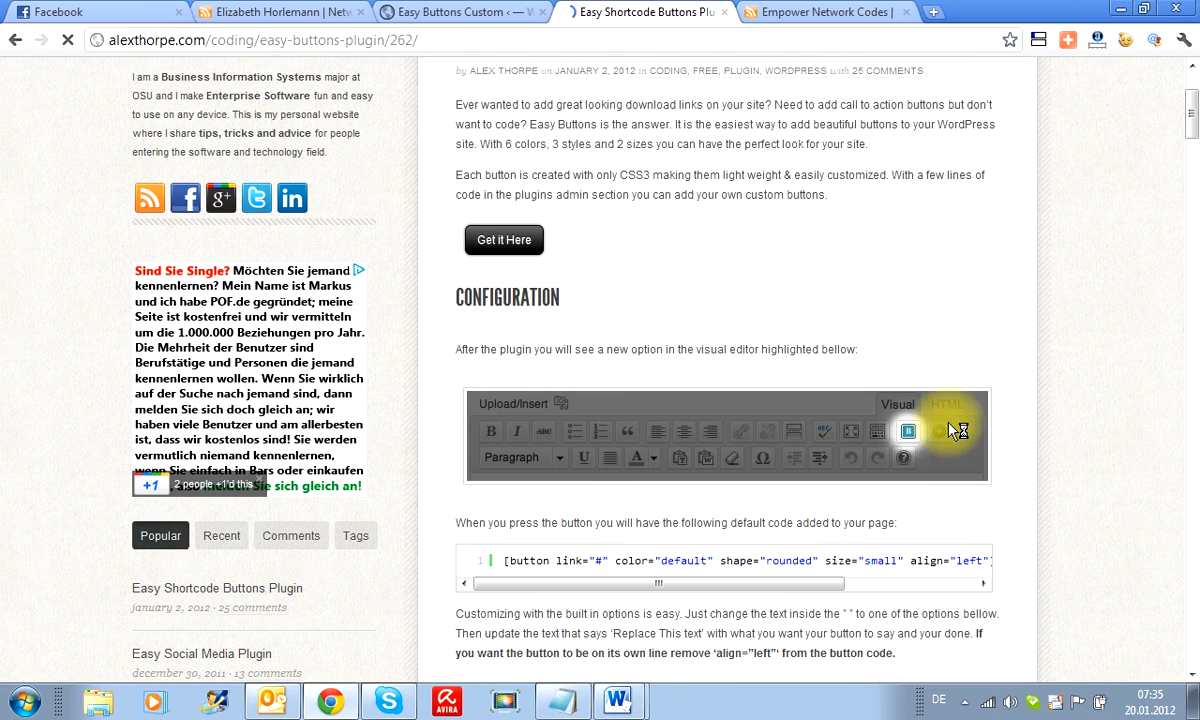 Facebook
Elizabeth Horlemann | Netw
Easy Buttons Custom ‹ — W
Easy Shortcode Buttons Plu
Empower Network Codes |
alexthorpe.com/coding/easy-buttons-plugin/262/
I am a Business Information Systems major at
OSU and I make Enterprise Software fun and easy
to use on any device. This is my personal website
where I share tips, tricks and advice for people
entering the software and technology field.
Sind Sie Single? Möchten Sie jemand
kennenlernen? Mein Name ist Markus
und ich habe POF.de gegründet; meine
Seite ist kostenfrei und wir vermitteln
um die 1.000.000 Beziehungen pro Jahr.
Die Mehrheit der Benutzer sind
Berufstätige und Personen die jemand
kennenlernen wollen. Wenn Sie wirklich
auf der Suche nach jemand sind, dann
melden Sie sich doch gleich an; wir
haben viele Benutzer und am allerbesten
ist, dass wir kostenlos sind! Sie werden
vermutlich niemand kennenlernen,
wenn Sie einfach in Bars oder einkaufen
Sie sich gleich an!
+1 2 people +1'd this
Popular Recent Comments Tags
Easy Shortcode Buttons Plugin
january 2, 2012 · 25 comments
Easy Social Media Plugin
december 30, 2011 · 13 comments
by ALEX THORPE on JANUARY 2, 2012 in CODING, FREE, PLUGIN, WORDPRESS with 25 COMMENTS
Ever wanted to add great looking download links on your site? Need to add call to action buttons but don't
want to code? Easy Buttons is the answer. It is the easiest way to add beautiful buttons to your WordPress
site. With 6 colors, 3 styles and 2 sizes you can have the perfect look for your site.
Each button is created with only CSS3 making them light weight & easily customized. With a few lines of
code in the plugins admin section you can add your own custom buttons.
Get it Here
CONFIGURATION
After the plugin you will see a new option in the visual editor highlighted bellow:
Upload/Insert Visual HTML
B I ABC ABC B
Paragraph U A Ω ?
When you press the button you will have the following default code added to your page:
1 [button link="#" color="default" shape="rounded" size="small" align="left"]
Customizing with the built in options is easy. Just change the text inside the " " to one of the options bellow.
Then update the text that says 'Replace This text' with what you want your button to say and your done. If
you want the button to be on its own line remove 'align="left"' from the button code.
AVIRA
DE
07:35
20.01.2012